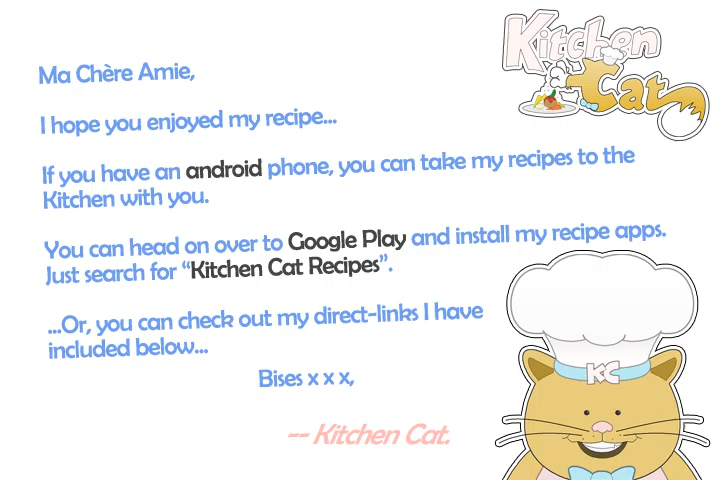 Kitchen
Cat
Ma Chère Amie,
I hope you enjoyed my recipe...
If you have an android phone, you can take my recipes to the
Kitchen with you.
You can head on over to Google Play and install my recipe apps.
Just search for “Kitchen Cat Recipes”.
...Or, you can check out my direct-links I have
included below...
Bises x x x,
-- Kitchen Cat.
KC